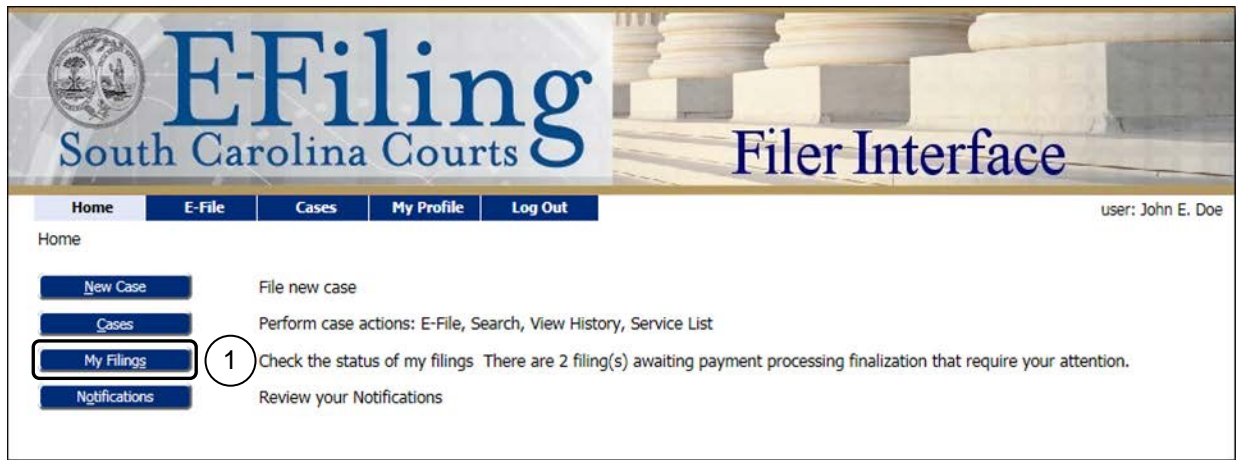 E-Filing
South Carolina Courts
Filer Interface
Home E-File Cases My Profile Log Out
user: John E. Doe
Home
New Case File new case
Cases Perform case actions: E-File, Search, View History, Service List
My Filings 1 Check the status of my filings There are 2 filing(s) awaiting payment processing finalization that require your attention.
Notifications Review your Notifications